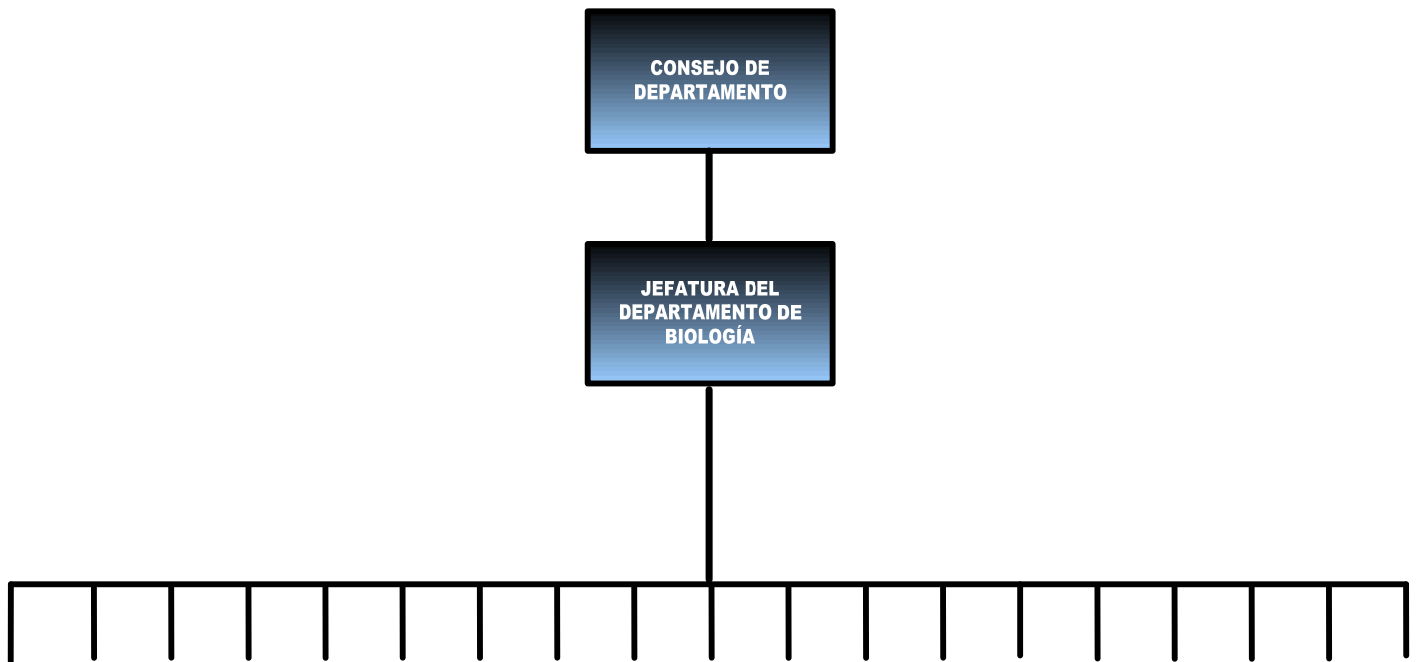 CONSEJO DE
DEPARTAMENTO
JEFATURA DEL
DEPARTAMENTO DE
BIOLOGÍA